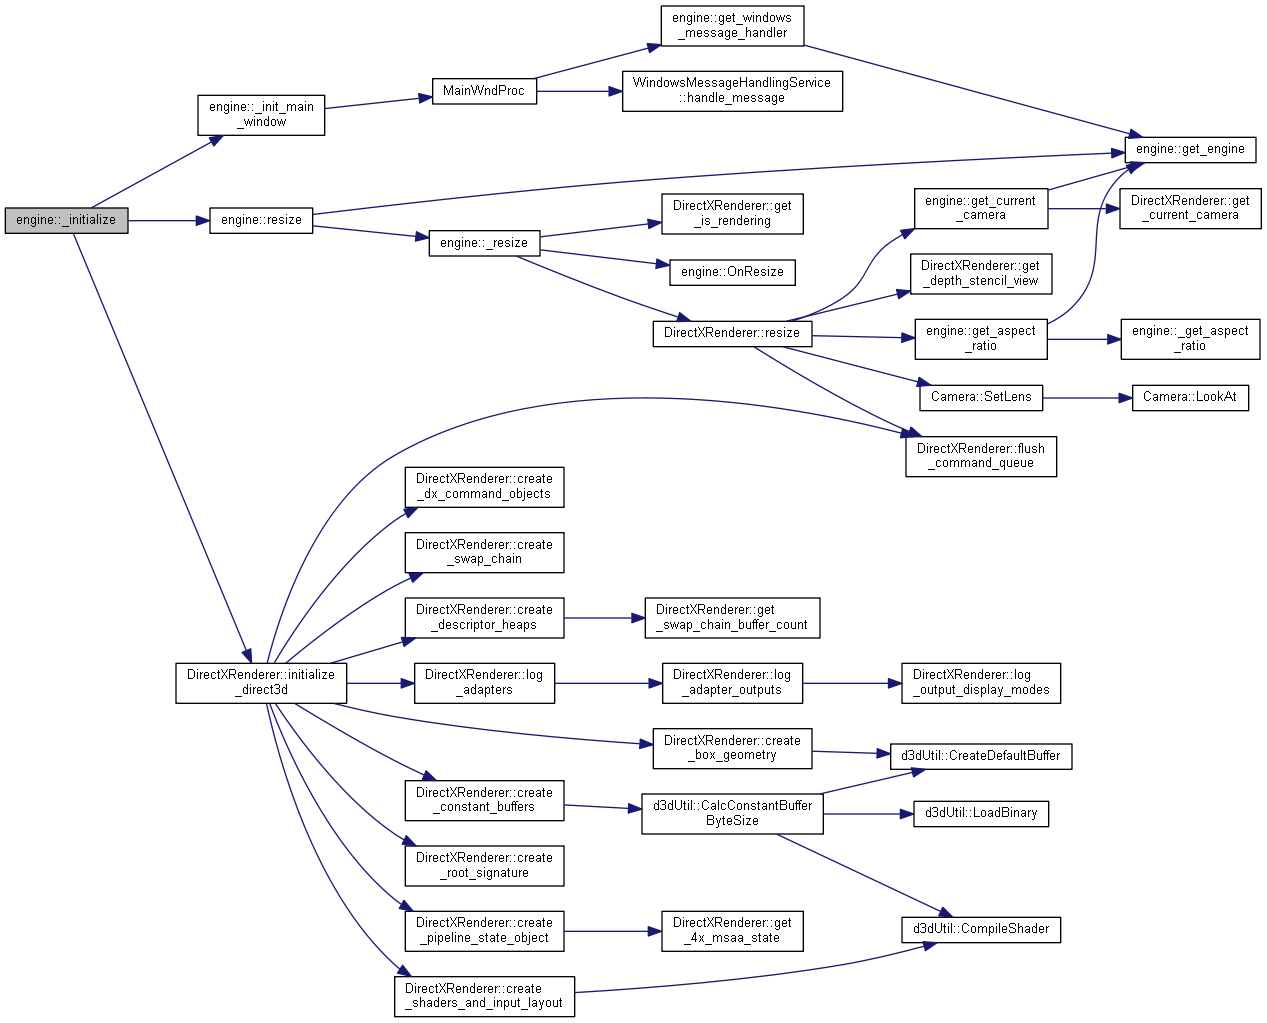 engine::get_windows
_message_handler
MainWndProc
WindowsMessageHandlingService
::handle_message
engine::_init_main
_window
engine::get_engine
engine::_initialize
engine::resize
DirectXRenderer::get
_is_rendering
engine::get_current
_camera
DirectXRenderer::get
_current_camera
engine::_resize
engine::OnResize
DirectXRenderer::get
_depth_stencil_view
DirectXRenderer::resize
engine::get_aspect
_ratio
engine::_get_aspect
_ratio
Camera::SetLens
Camera::LookAt
DirectXRenderer::flush
_command_queue
DirectXRenderer::create
_dx_command_objects
DirectXRenderer::create
_swap_chain
DirectXRenderer::create
_descriptor_heaps
DirectXRenderer::get
_swap_chain_buffer_count
DirectXRenderer::initialize
_direct3d
DirectXRenderer::log
_adapters
DirectXRenderer::log
_adapter_outputs
DirectXRenderer::log
_output_display_modes
DirectXRenderer::create
_box_geometry
d3dUtil::CreateDefaultBuffer
DirectXRenderer::create
_constant_buffers
d3dUtil::CalcConstantBuffer
ByteSize
d3dUtil::LoadBinary
DirectXRenderer::create
_root_signature
DirectXRenderer::create
_pipeline_state_object
DirectXRenderer::get
_4x_msaa_state
d3dUtil::CompileShader
DirectXRenderer::create
_shaders_and_input_layout